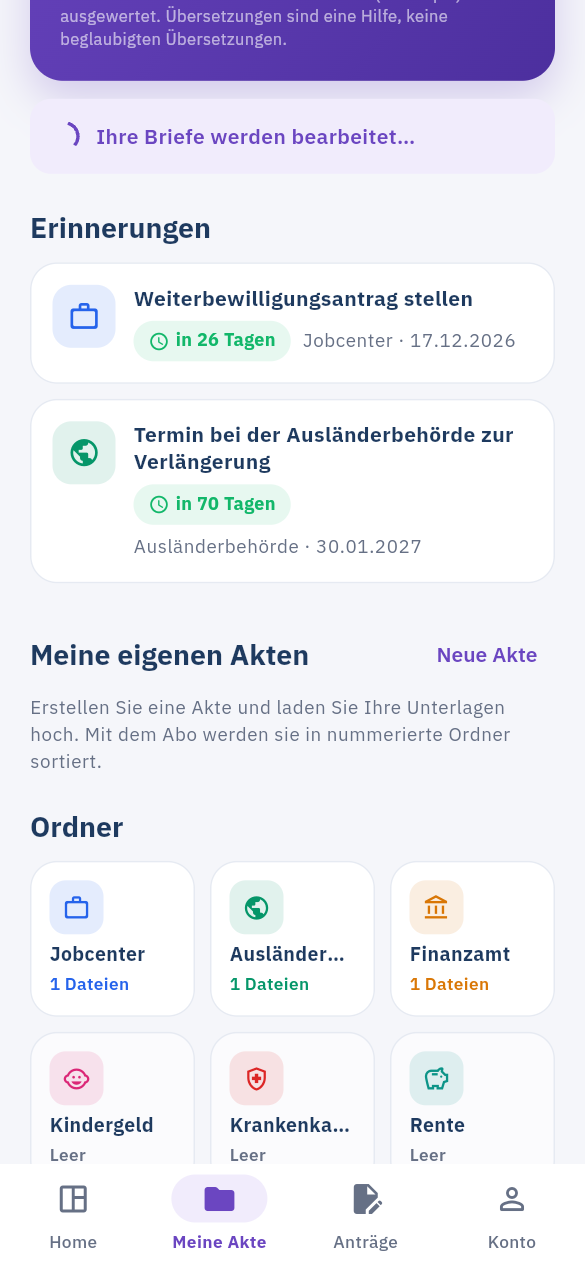 ausgewertet. Übersetzungen sind eine Hilfe, keine
beglaubigten Übersetzungen.
Ihre Briefe werden bearbeitet...
Erinnerungen
Weiterbewilligungsantrag stellen
in 26 Tagen Jobcenter · 17.12.2026
Termin bei der Ausländerbehörde zur
Verlängerung
in 70 Tagen
Ausländerbehörde · 30.01.2027
Meine eigenen Akten Neue Akte
Erstellen Sie eine Akte und laden Sie Ihre Unterlagen
hoch. Mit dem Abo werden sie in nummerierte Ordner
sortiert.
Ordner
Jobcenter Ausländer... Finanzamt
1 Dateien 1 Dateien 1 Dateien
Kindergeld Krankenka... Rente
Leer Leer Leer
Home Meine Akte Anträge Konto